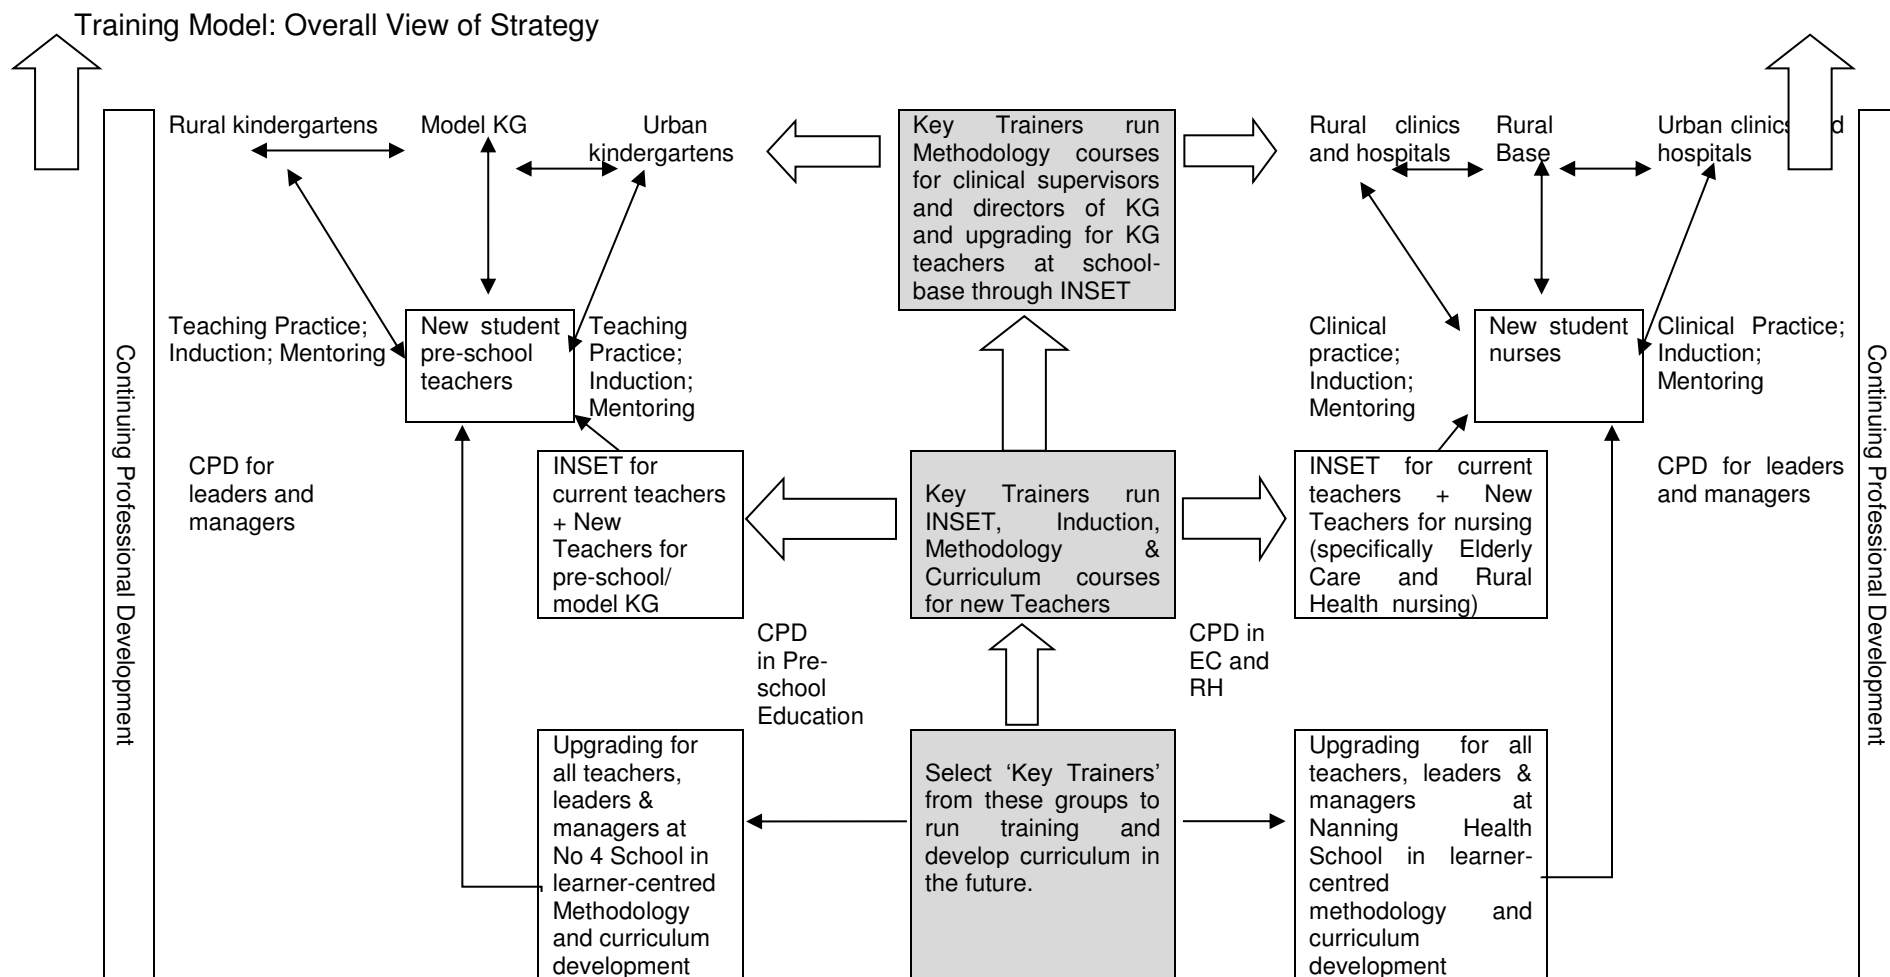 Training Model: Overall View of Strategy
Rural kindergartens
Model KG
Urban
kindergartens
Key Trainers run
Methodology courses
for clinical supervisors
and directors of KG
and upgrading for KG
teachers at school-
base through INSET
Rural clinics
and hospitals
Rural
Base
Urban clinics
hospitals
Continuing Professional Development
Teaching Practice;
Induction; Mentoring
New student
pre-school
teachers
Teaching
Practice;
Induction;
Mentoring
Clinical
practice;
Induction;
Mentoring
New student
nurses
Clinical Practice;
Induction;
Mentoring
Continuing Professional Development
CPD for
leaders and
managers
INSET for
current teachers
+ New
Teachers for
pre-school/
model KG
Key Trainers run
INSET, Induction,
Methodology &
Curriculum courses
for new Teachers
INSET for current
teachers + New
Teachers for nursing
(specifically Elderly
Care and Rural
Health nursing)
CPD for leaders
and managers
CPD
in Pre-
school
Education
CPD in
EC and
RH
Upgrading for
all teachers,
leaders &
managers at
No 4 School in
learner-centred
Methodology
and curriculum
development
Select ‘Key Trainers’
from these groups to
run training and
develop curriculum in
the future.
Upgrading for all
teachers, leaders &
managers at
Nanning Health
School in learner-
centred
methodology and
curriculum
development